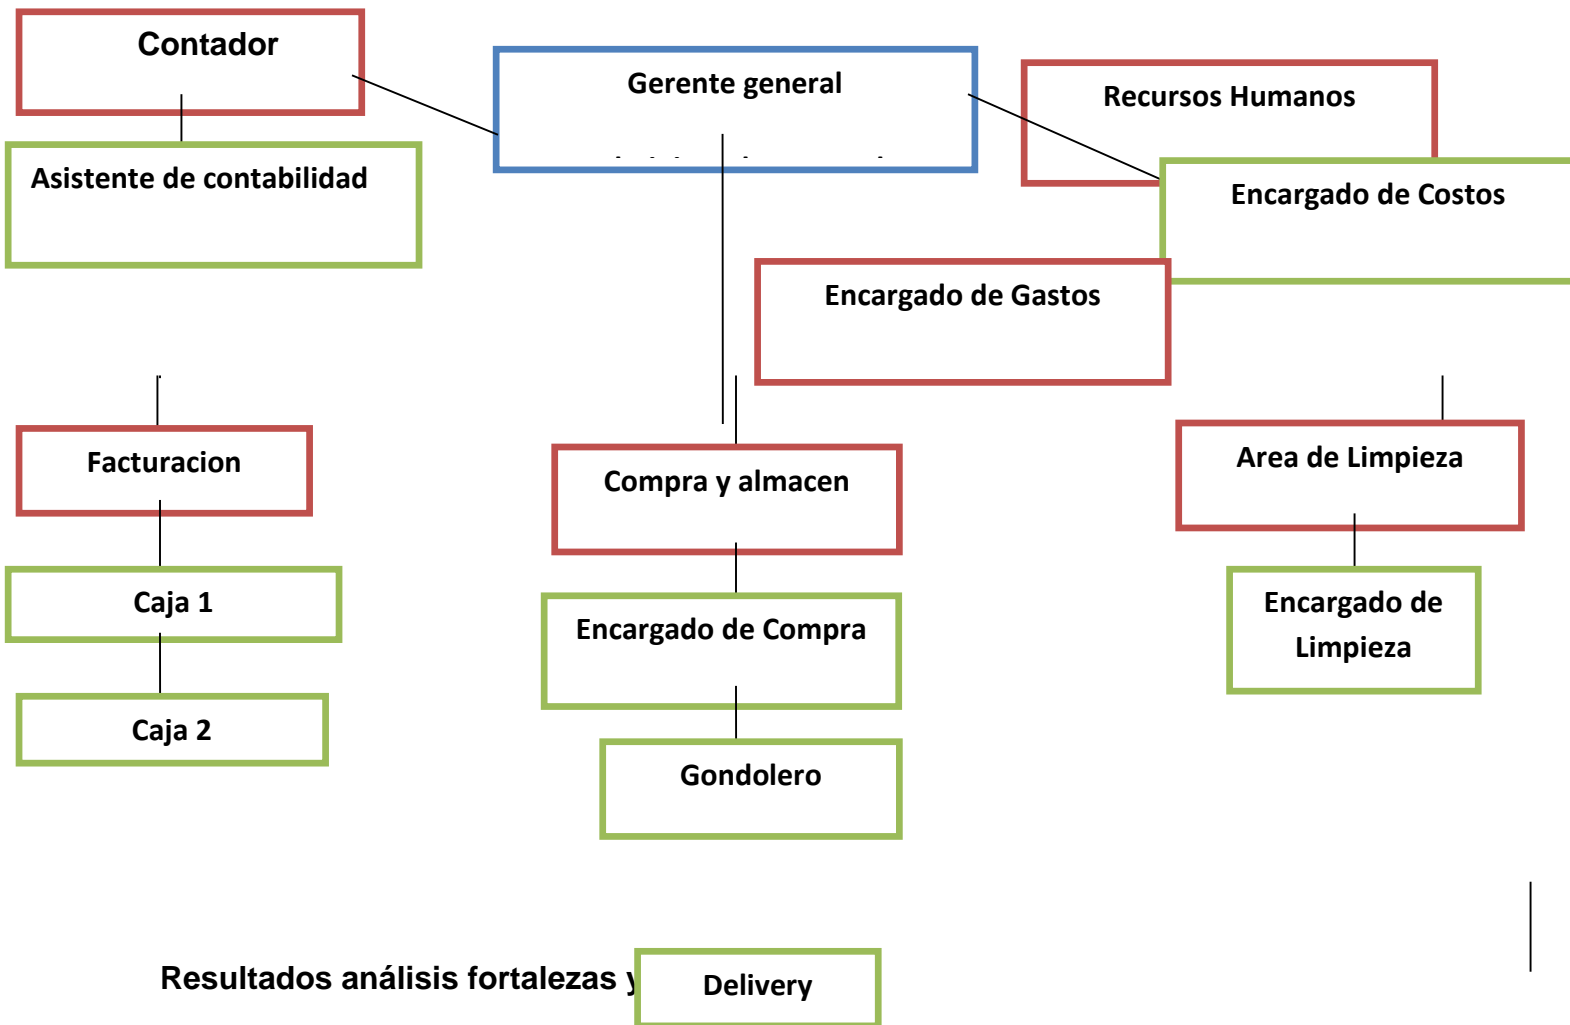 Contador
Gerente general
Recursos Humanos
Asistente de contabilidad
Encargado de Costos
Encargado de Gastos
Facturacion
Compra y almacen
Area de Limpieza
Caja 1
Encargado de Compra
Encargado de
Limpieza
Caja 2
Gondolero
Resultados análisis fortalezas y
Delivery